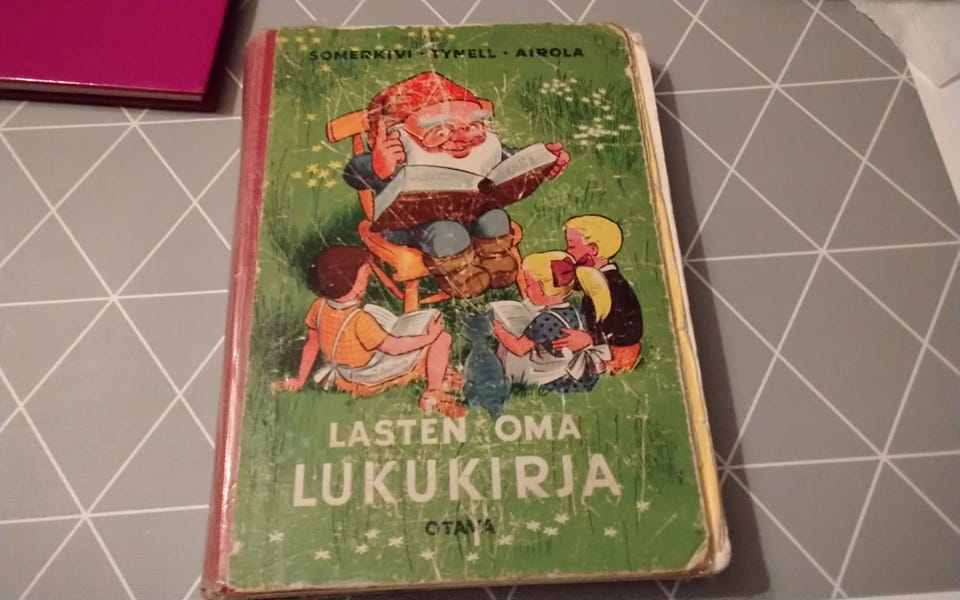 SOMERKIVI · TYNELL · AIROLA
LASTEN OMA
LUKUKIRJA
OTAVA